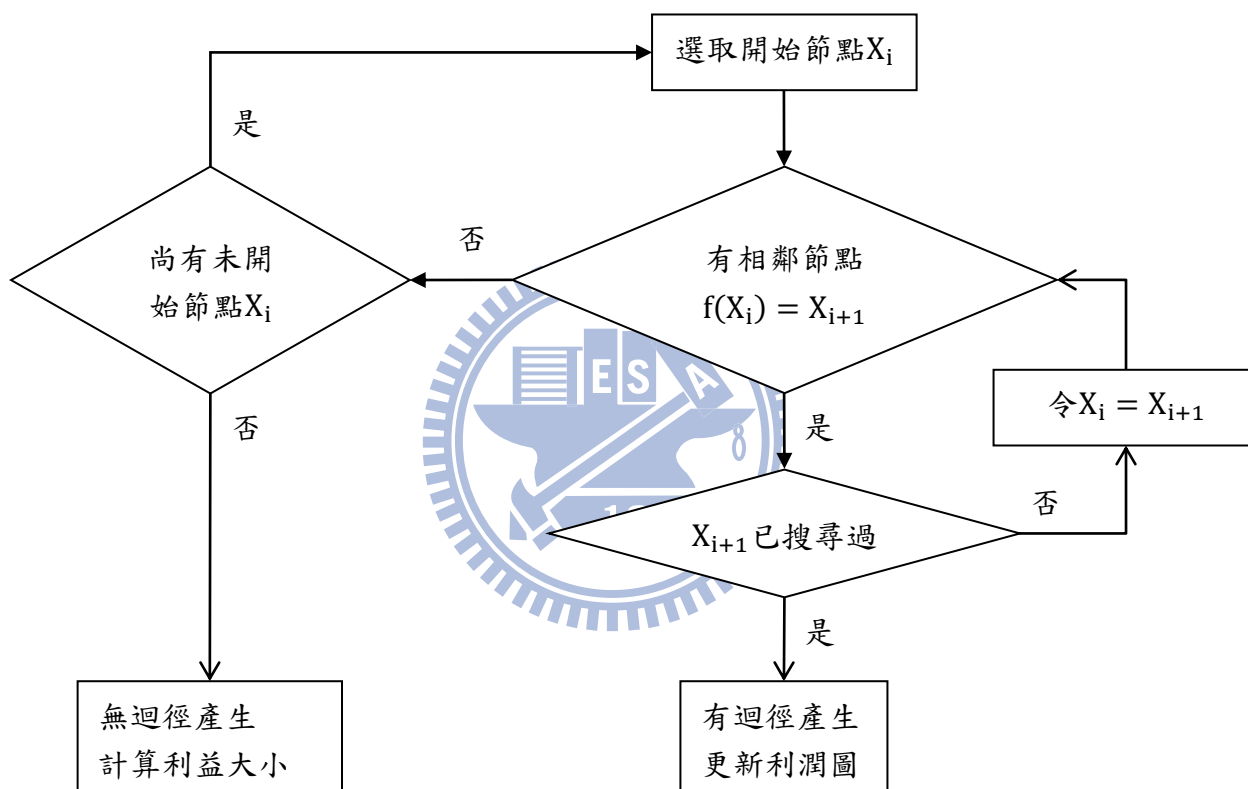 選取開始節點Xᵢ
是
尚有未開
始節點Xᵢ
否
有相鄰節點
f(Xᵢ) = Xᵢ₊₁
E S A
否
是
令Xᵢ = Xᵢ₊₁
8
否
Xᵢ₊₁已搜尋過
是
無迴徑產生
計算利益大小
有迴徑產生
更新利潤圖